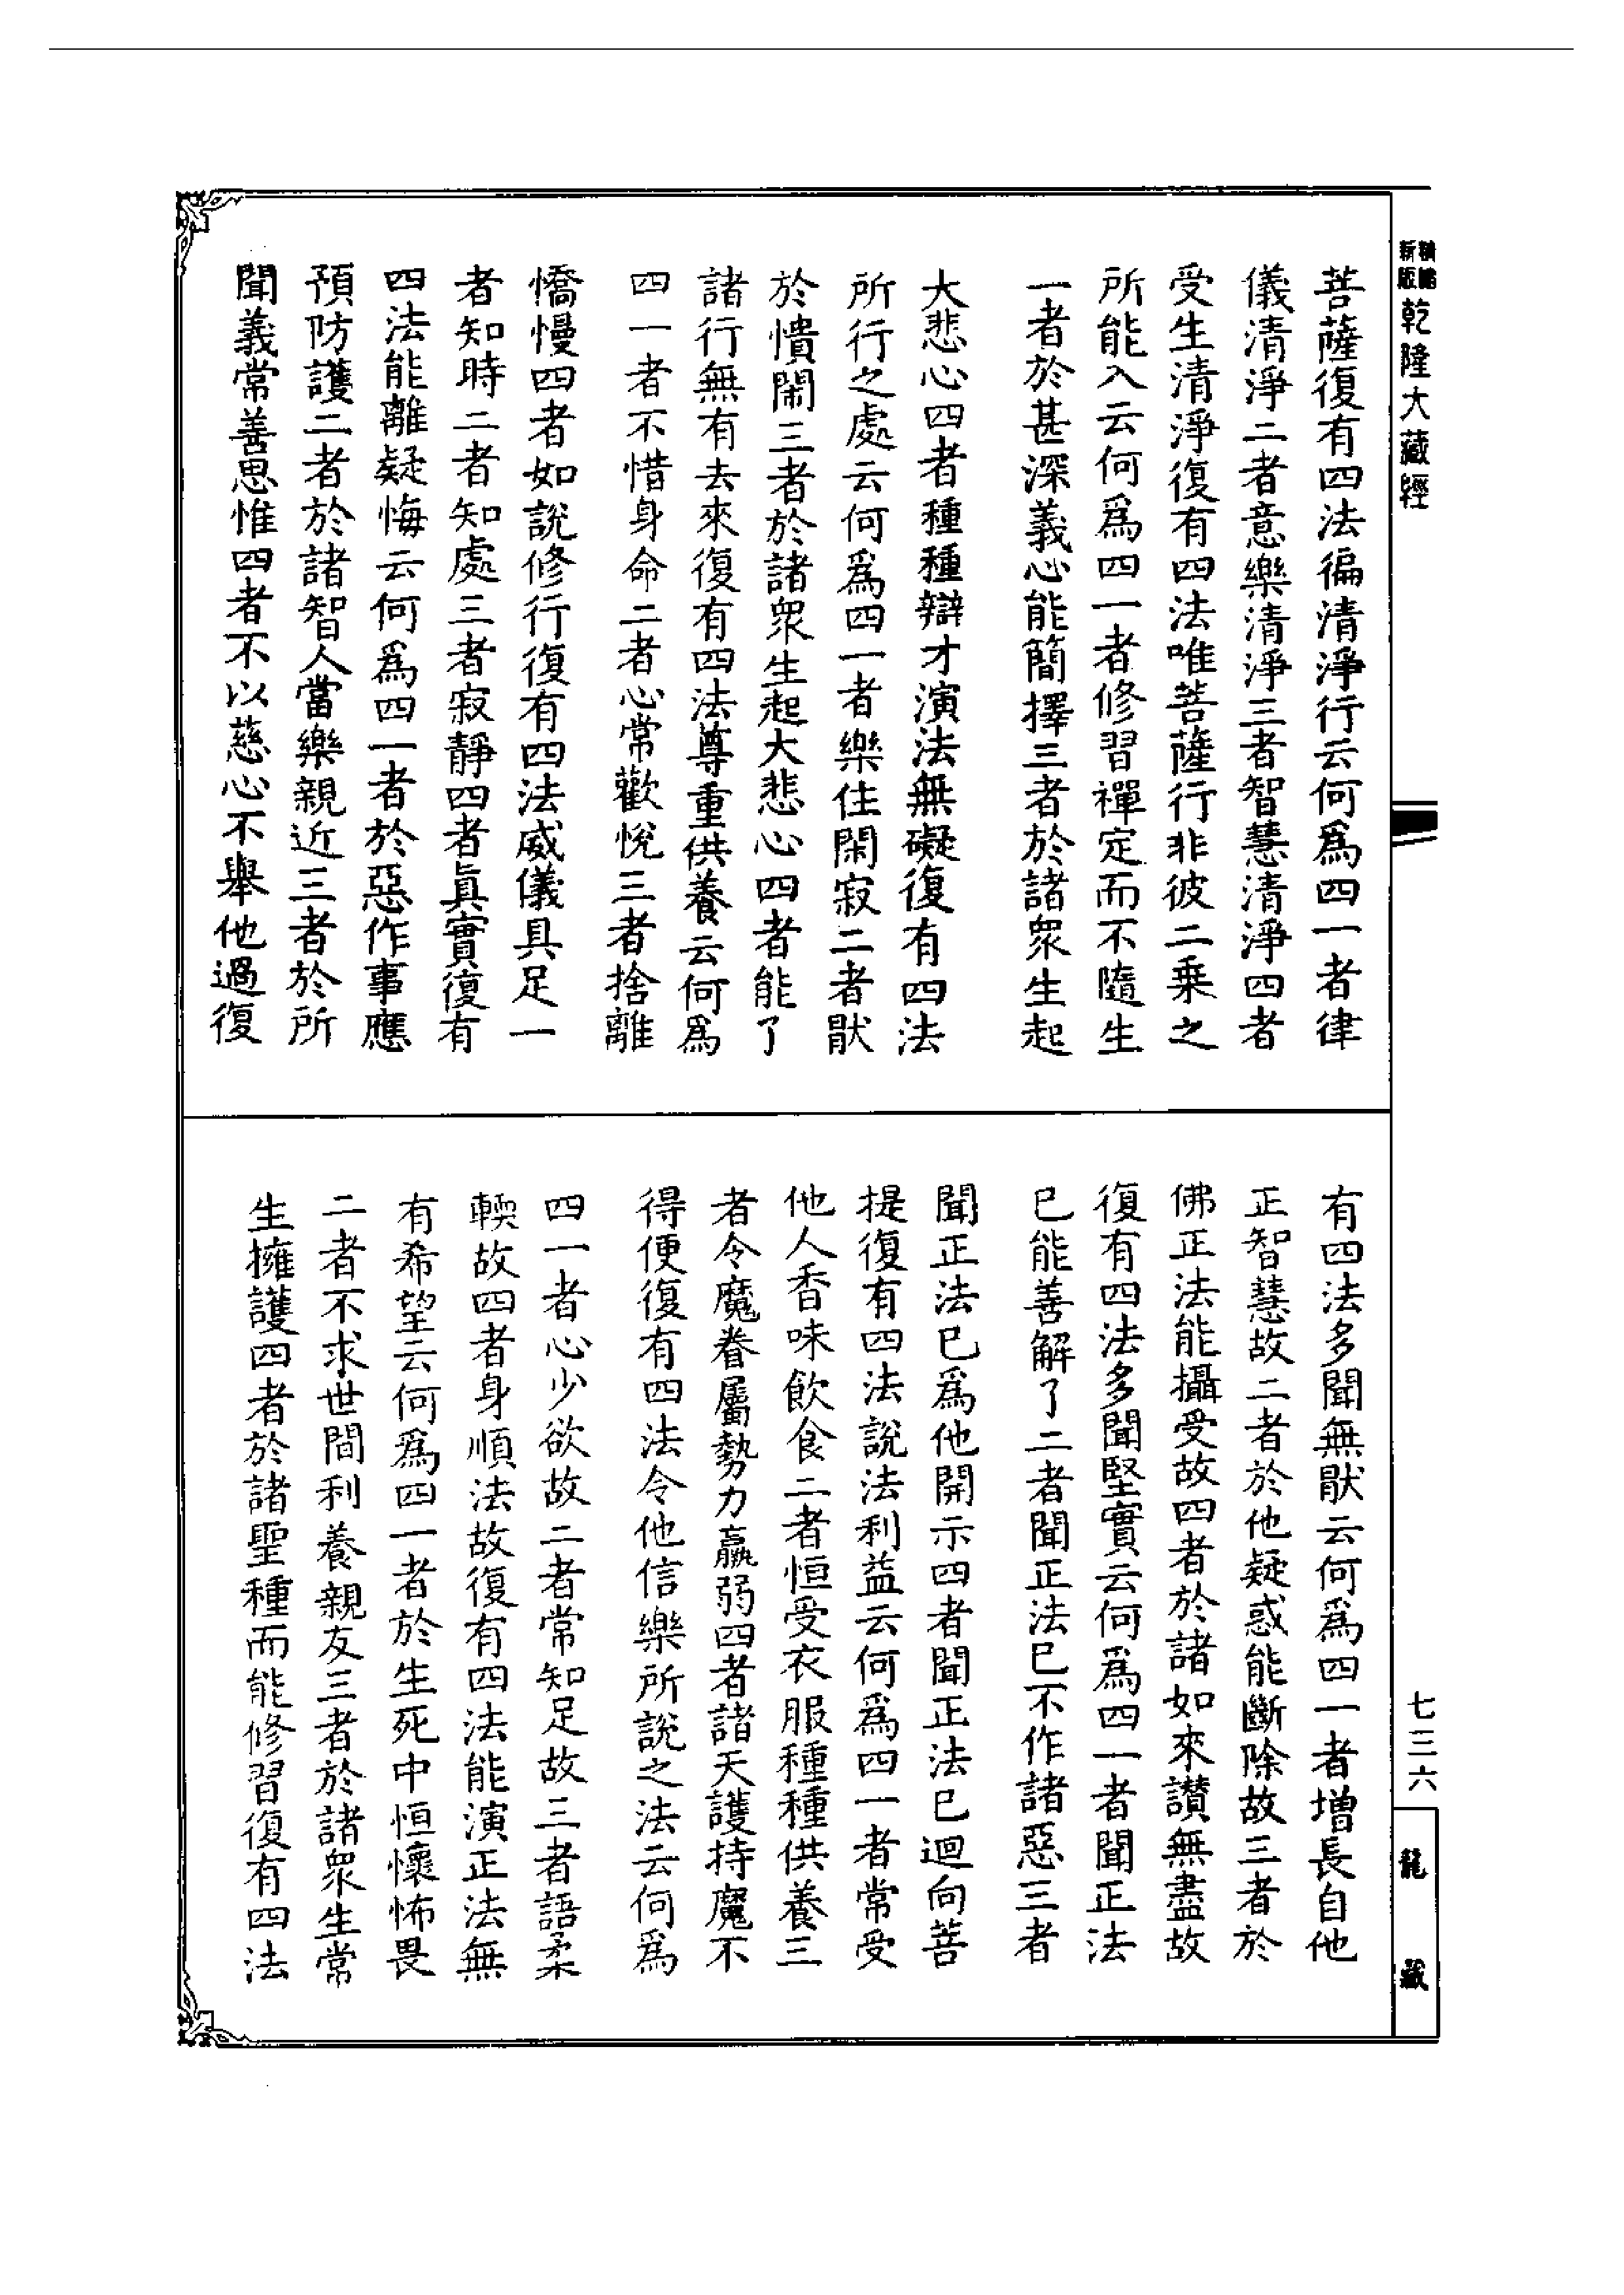 新版
乾隆大藏經
菩薩復有四法徧清淨行云何爲四一者律
儀清淨二者意樂清淨三者智慧清淨四者
受生清淨復有四法唯菩薩行非彼二乗之
所能入云何爲四一者修習禪定而不隨生
一者於甚深義心能簡擇三者於諸衆生起
大悲心四者種種辯才演法無礙復有四法
所行之處云何爲四一者樂住閑寂二者猒
於憒閙三者於諸衆生起大悲心四者能了
諸行無有去來復有四法尊重供養云何爲
四一者不惜身命二者心常歡悅三者捨離
憍慢四者如說修行復有四法威儀具足一
者知時二者知處三者寂靜四者眞實復有
四法能離疑悔云何爲四一者於惡作事應
預防護二者於諸智人當樂親近三者於所
聞義常善思惟四者不以慈心不舉他過復
有四法多聞無猒云何爲四一者增長自他
正智慧故二者於他疑惑能斷除故三者於
佛正法能攝受故四者於諸如來讃無盡故
復有四法多聞堅實云何爲四一者聞正法
已能善解了二者聞正法已不作諸惡三者
聞正法已爲他開示四者聞正法已迴向菩
提復有四法說法利益云何爲四一者常受
他人香味飲食二者恒受衣服種種供養三
者令魔眷屬勢力羸弱四者諸天護持魔不
得便復有四法令他信樂所說之法云何爲
四一者心少欲故二者常知足故三者語柔
輭故四者身順法故復有四法能演正法無
有希望云何爲四一者於生死中恒懷怖畏
二者不求世間利養親友三者於諸衆生常
生擁護四者於諸聖種而能修習復有四法
七三六
龍藏